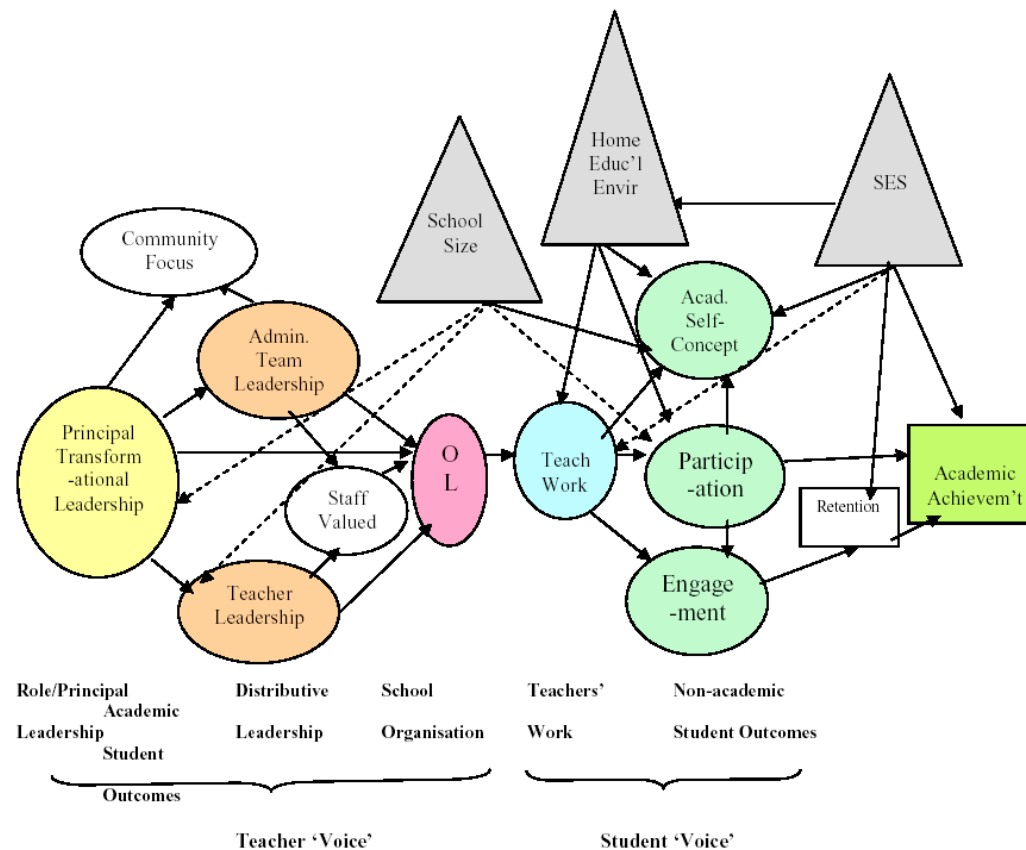 Home
Educ'l
Envir
SES
School
Size
Community
Focus
Acad.
Self-
Concept
Admin.
Team
Leadership
Principal
Transform
-ational
Leadership
O
L
Teach
Work
Particip
-ation
Academic
Achievem't
Staff
Valued
Retention
Teacher
Leadership
Engage
-ment
Role/Principal
Academic
Leadership
Student
Outcomes
Distributive
Leadership
School
Organisation
Teachers'
Work
Non-academic
Student Outcomes
Teacher 'Voice'
Student 'Voice'